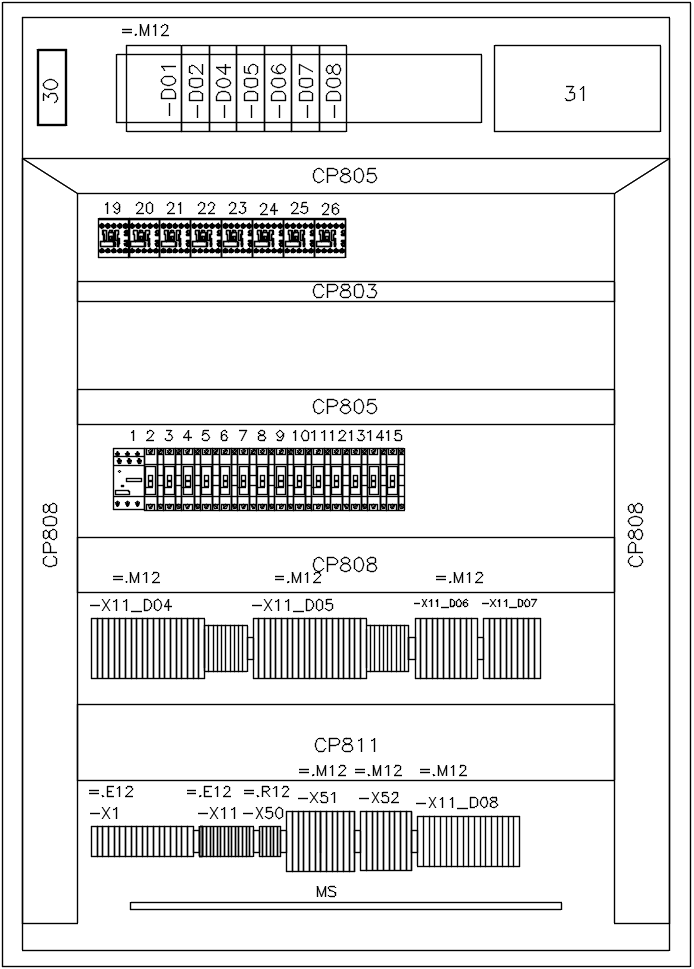 =.M12
30
-D01 -D02 -D04 -D05 -D06 -D07 -D08
31
CP805
19 20 21 22 23 24 25 26
CP803
CP805
1 2 3 4 5 6 7 8 9 10 11 12 13 14 15
CP808
CP808
CP808
=.M12 =.M12 =.M12
-X11_D04 -X11_D05 -X11_D06 -X11_D07
CP811
=.M12 =.M12 =.M12
=.E12 =.E12 =.R12
-X51 -X52 -X11_D08
-X1 -X11 -X50
MS